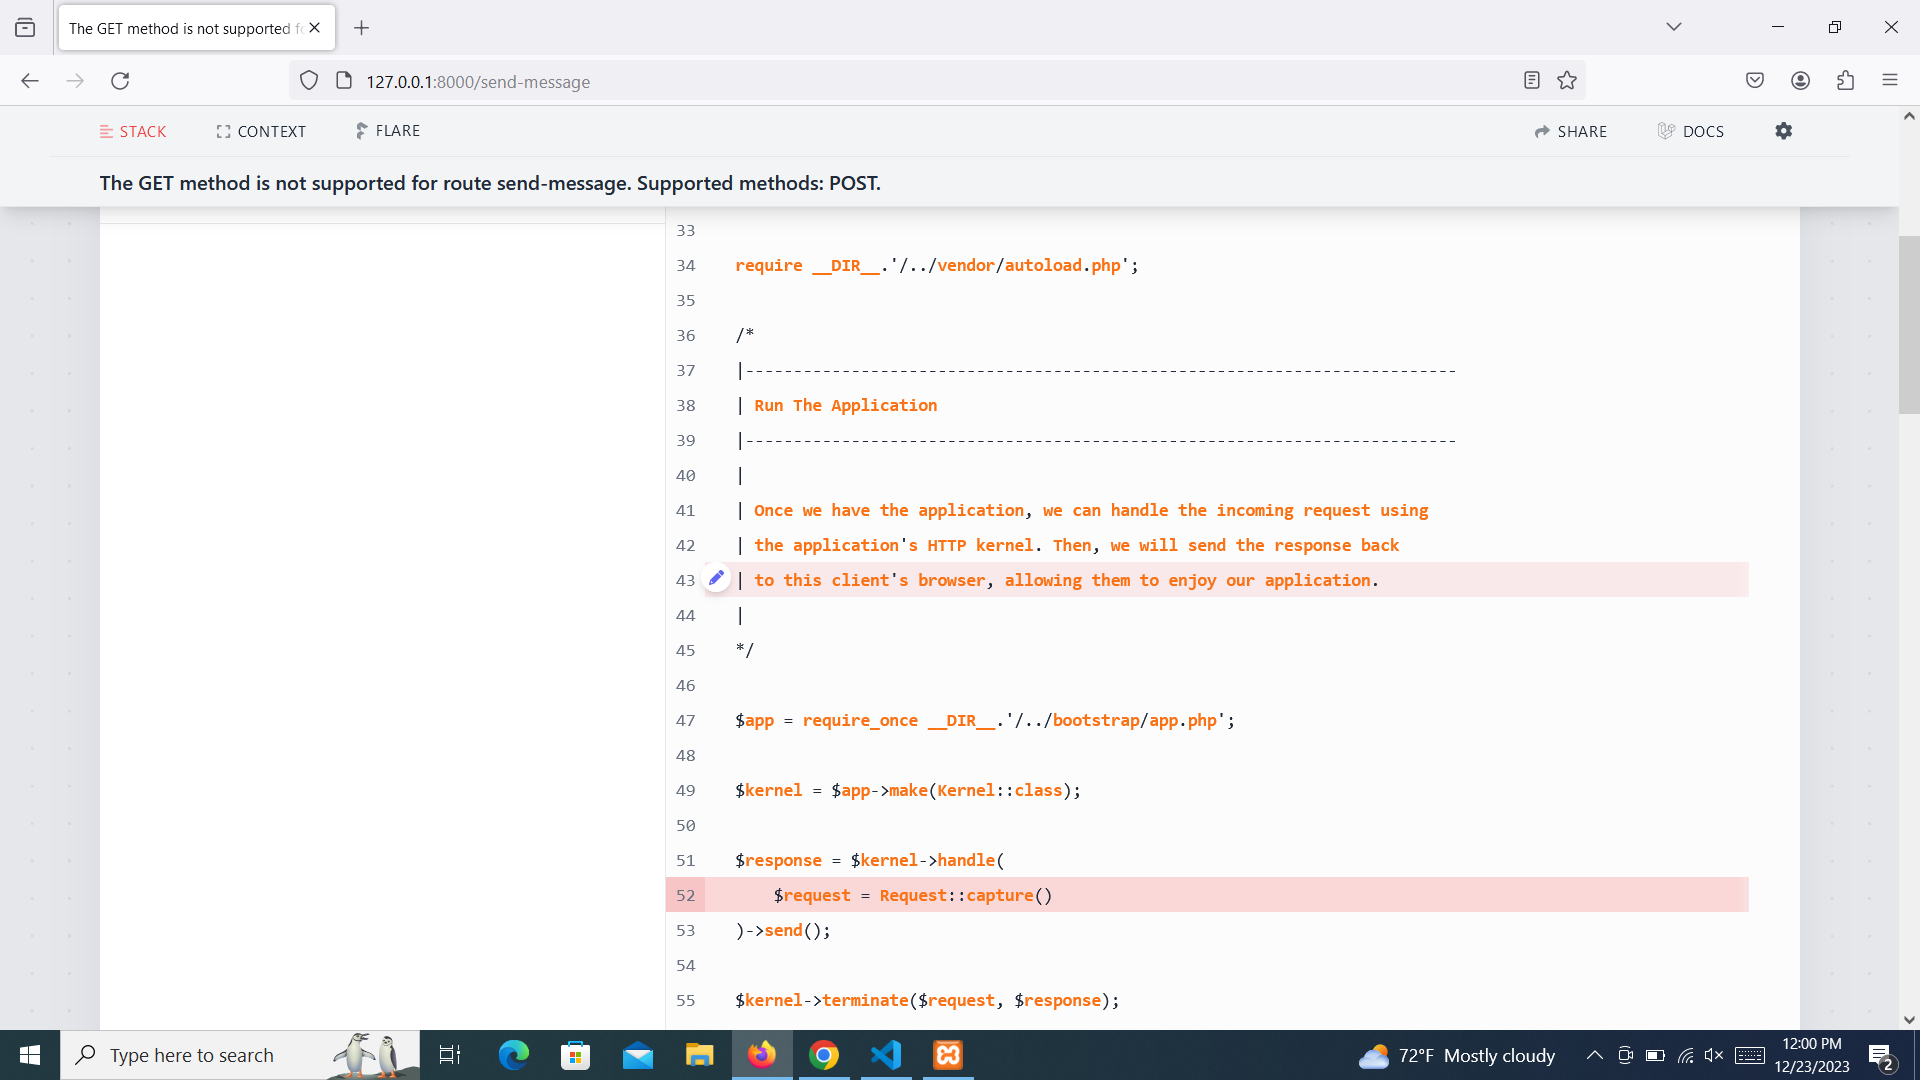 The GET method is not supported fo
127.0.0.1:8000/send-message
STACK
CONTEXT
FLARE
SHARE
DOCS
The GET method is not supported for route send-message. Supported methods: POST.
33
34 require __DIR__.'/../vendor/autoload.php';
35
36 /*
37 |--------------------------------------------------------------------------
38 | Run The Application
39 |--------------------------------------------------------------------------
40 |
41 | Once we have the application, we can handle the incoming request using
42 | the application's HTTP kernel. Then, we will send the response back
43 | to this client's browser, allowing them to enjoy our application.
44 |
45 */
46
47 $app = require_once __DIR__.'/../bootstrap/app.php';
48
49 $kernel = $app->make(Kernel::class);
50
51 $response = $kernel->handle(
52 $request = Request::capture()
53 )->send();
54
55 $kernel->terminate($request, $response);
Type here to search
72°F Mostly cloudy
12:00 PM
12/23/2023
2